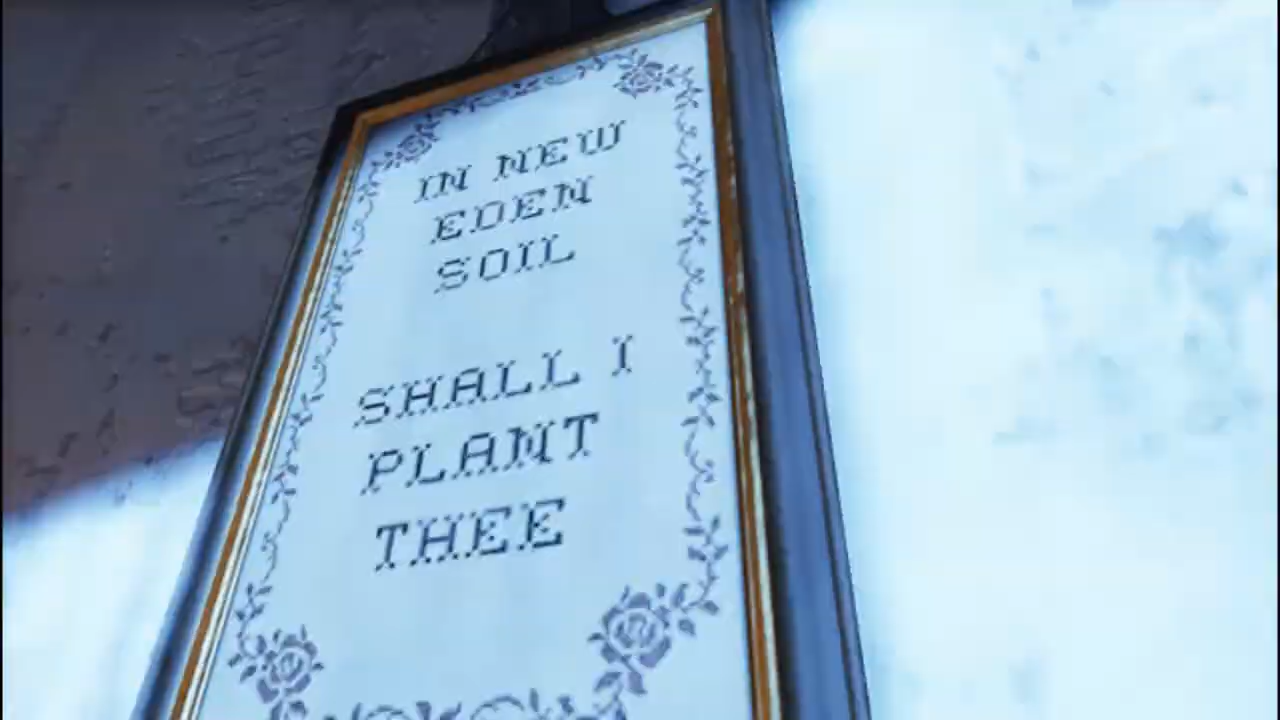 IN NEW
EDEN
SOIL
SHALL I
PLANT
THEE